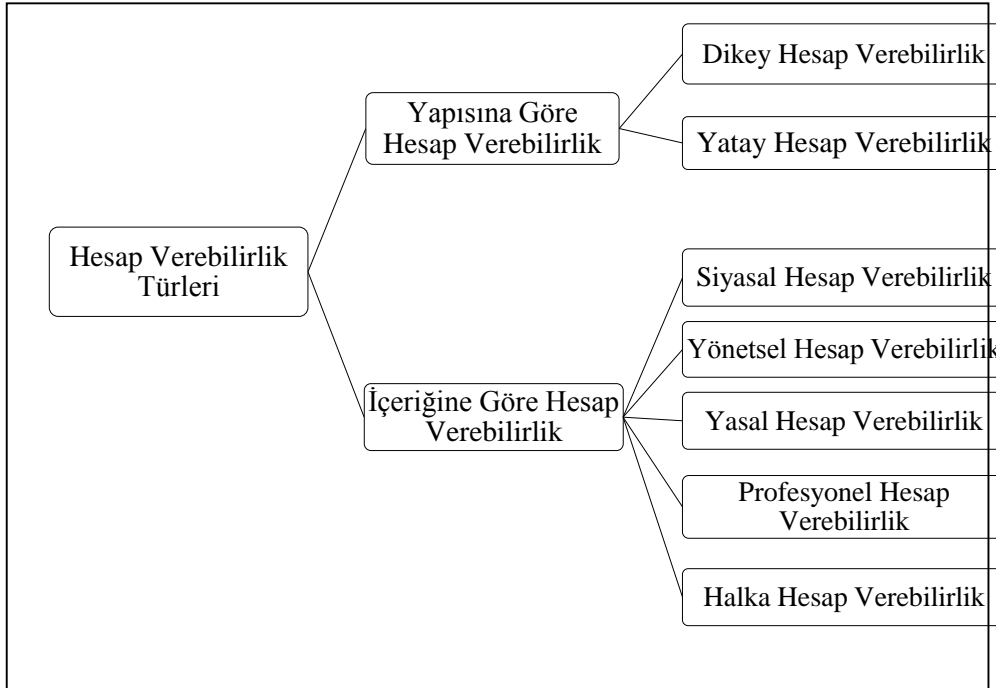 Hesap Verebilirlik
Türleri
Yapısına Göre
Hesap Verebilirlik
Dikey Hesap Verebilirlik
Yatay Hesap Verebilirlik
İçeriğine Göre Hesap
Verebilirlik
Siyasal Hesap Verebilirlik
Yönetsel Hesap Verebilirlik
Yasal Hesap Verebilirlik
Profesyonel Hesap
Verebilirlik
Halka Hesap Verebilirlik